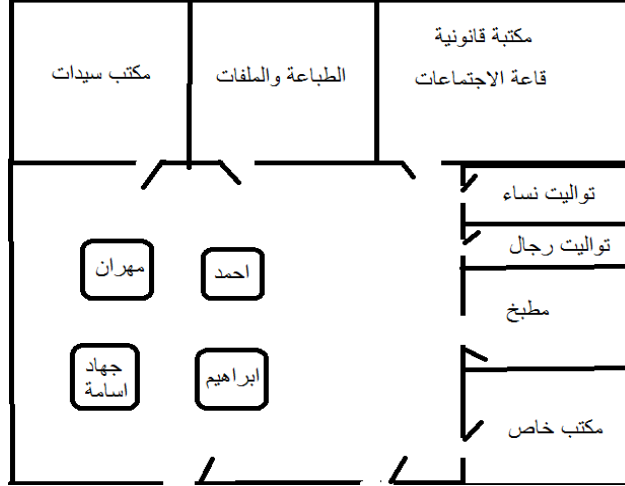 مكتبة قانونية
قاعة الاجتماعات
الطباعة والملفات
مكتب سيدات
تواليت نساء
تواليت رجال
مطبخ
مكتب خاص
احمد
مهران
ابراهيم
جهاد
اسامة